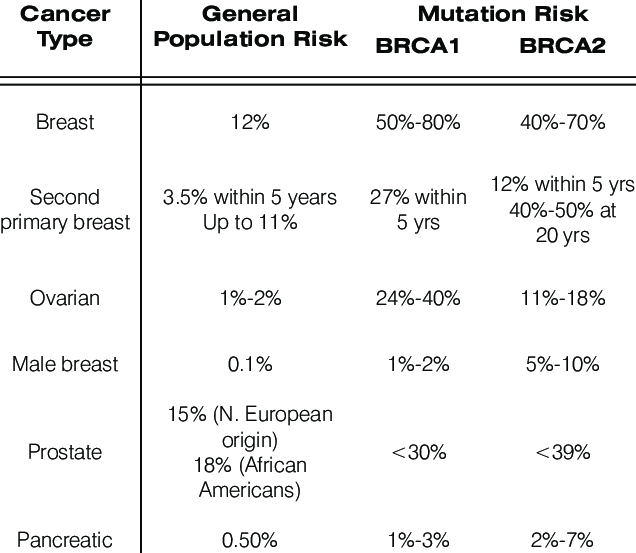 Cancer Type General Population Risk Mutation Risk
BRCA1 BRCA2
Breast 12% 50%-80% 40%-70%
Second primary breast 3.5% within 5 years Up to 11% 27% within 5 yrs 12% within 5 yrs 40%-50% at 20 yrs
Ovarian 1%-2% 24%-40% 11%-18%
Male breast 0.1% 1%-2% 5%-10%
Prostate 15% (N. European origin) 18% (African Americans) <30% <39%
Pancreatic 0.50% 1%-3% 2%-7%